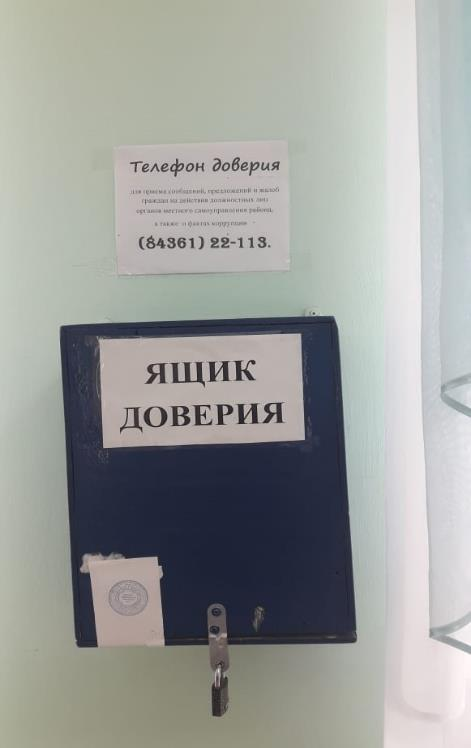 Телефон доверия
для приема сообщений, предложений и жалоб
граждан на действия должностных лиц
органов местного самоуправления района,
а также о фактах коррупции
(84361) 22-113.
ЯЩИК
ДОВЕРИЯ